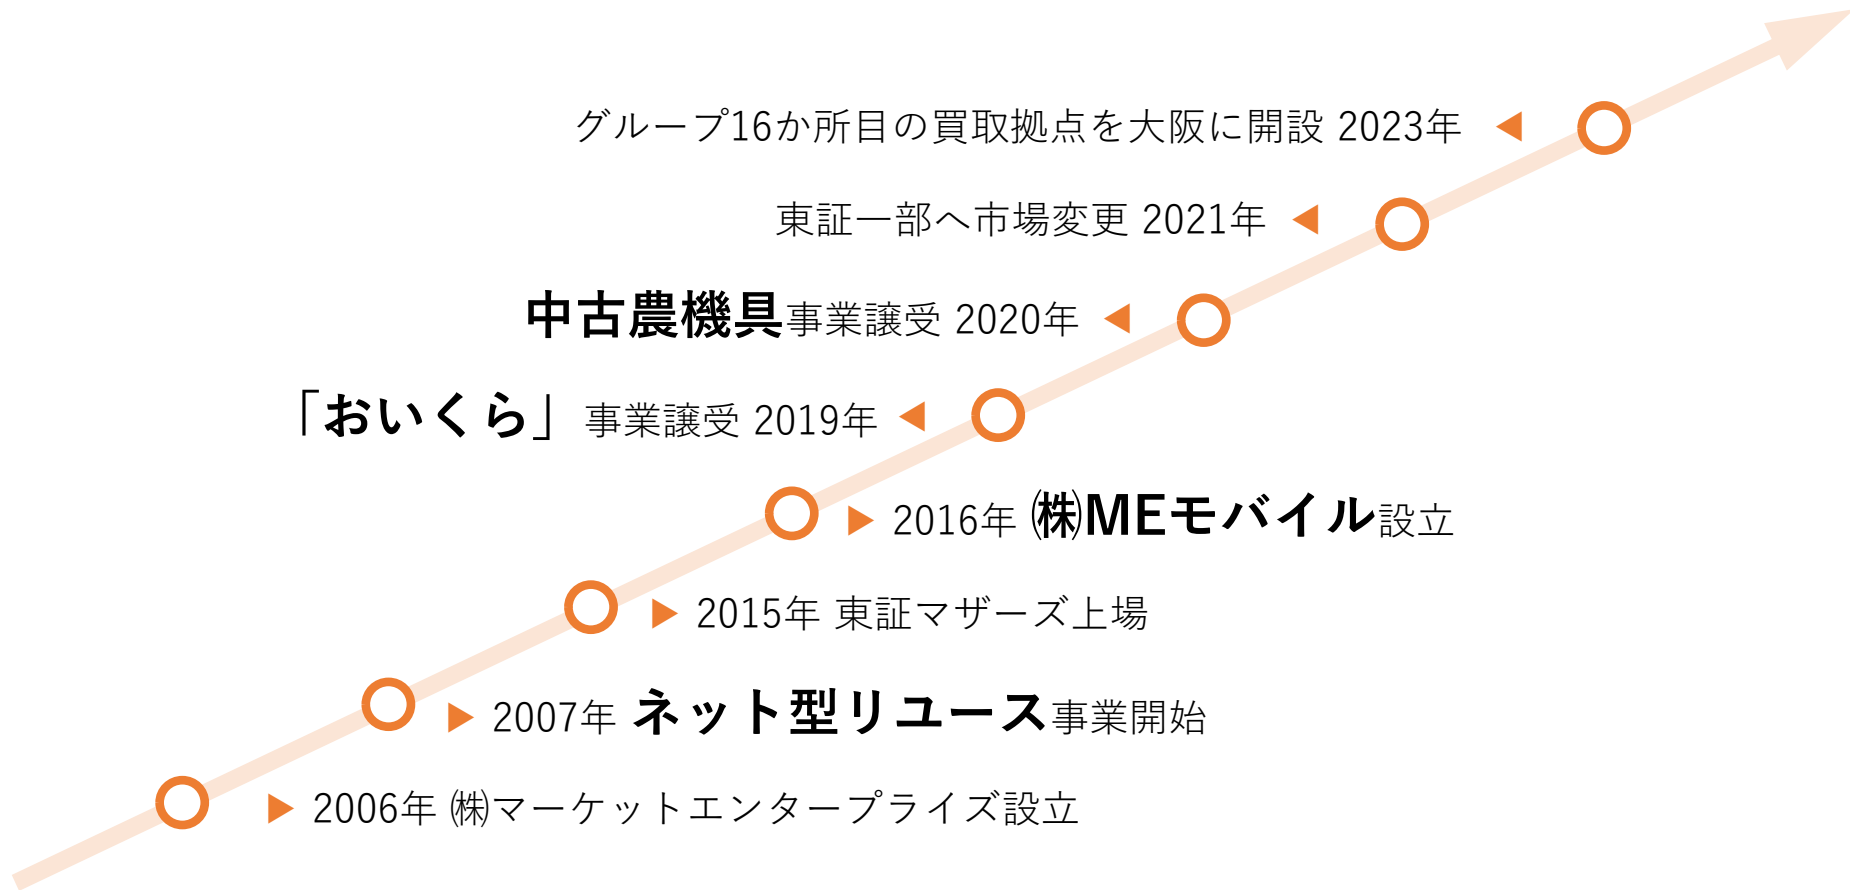 グループ16か所目の買取拠点を大阪に開設 2023年
東証一部へ市場変更 2021年
中古農機具事業譲受 2020年
「おいくら」事業譲受 2019年
2016年 ㈱MEモバイル設立
2015年 東証マザーズ上場
2007年 ネット型リユース事業開始
2006年 ㈱マーケットエンタープライズ設立